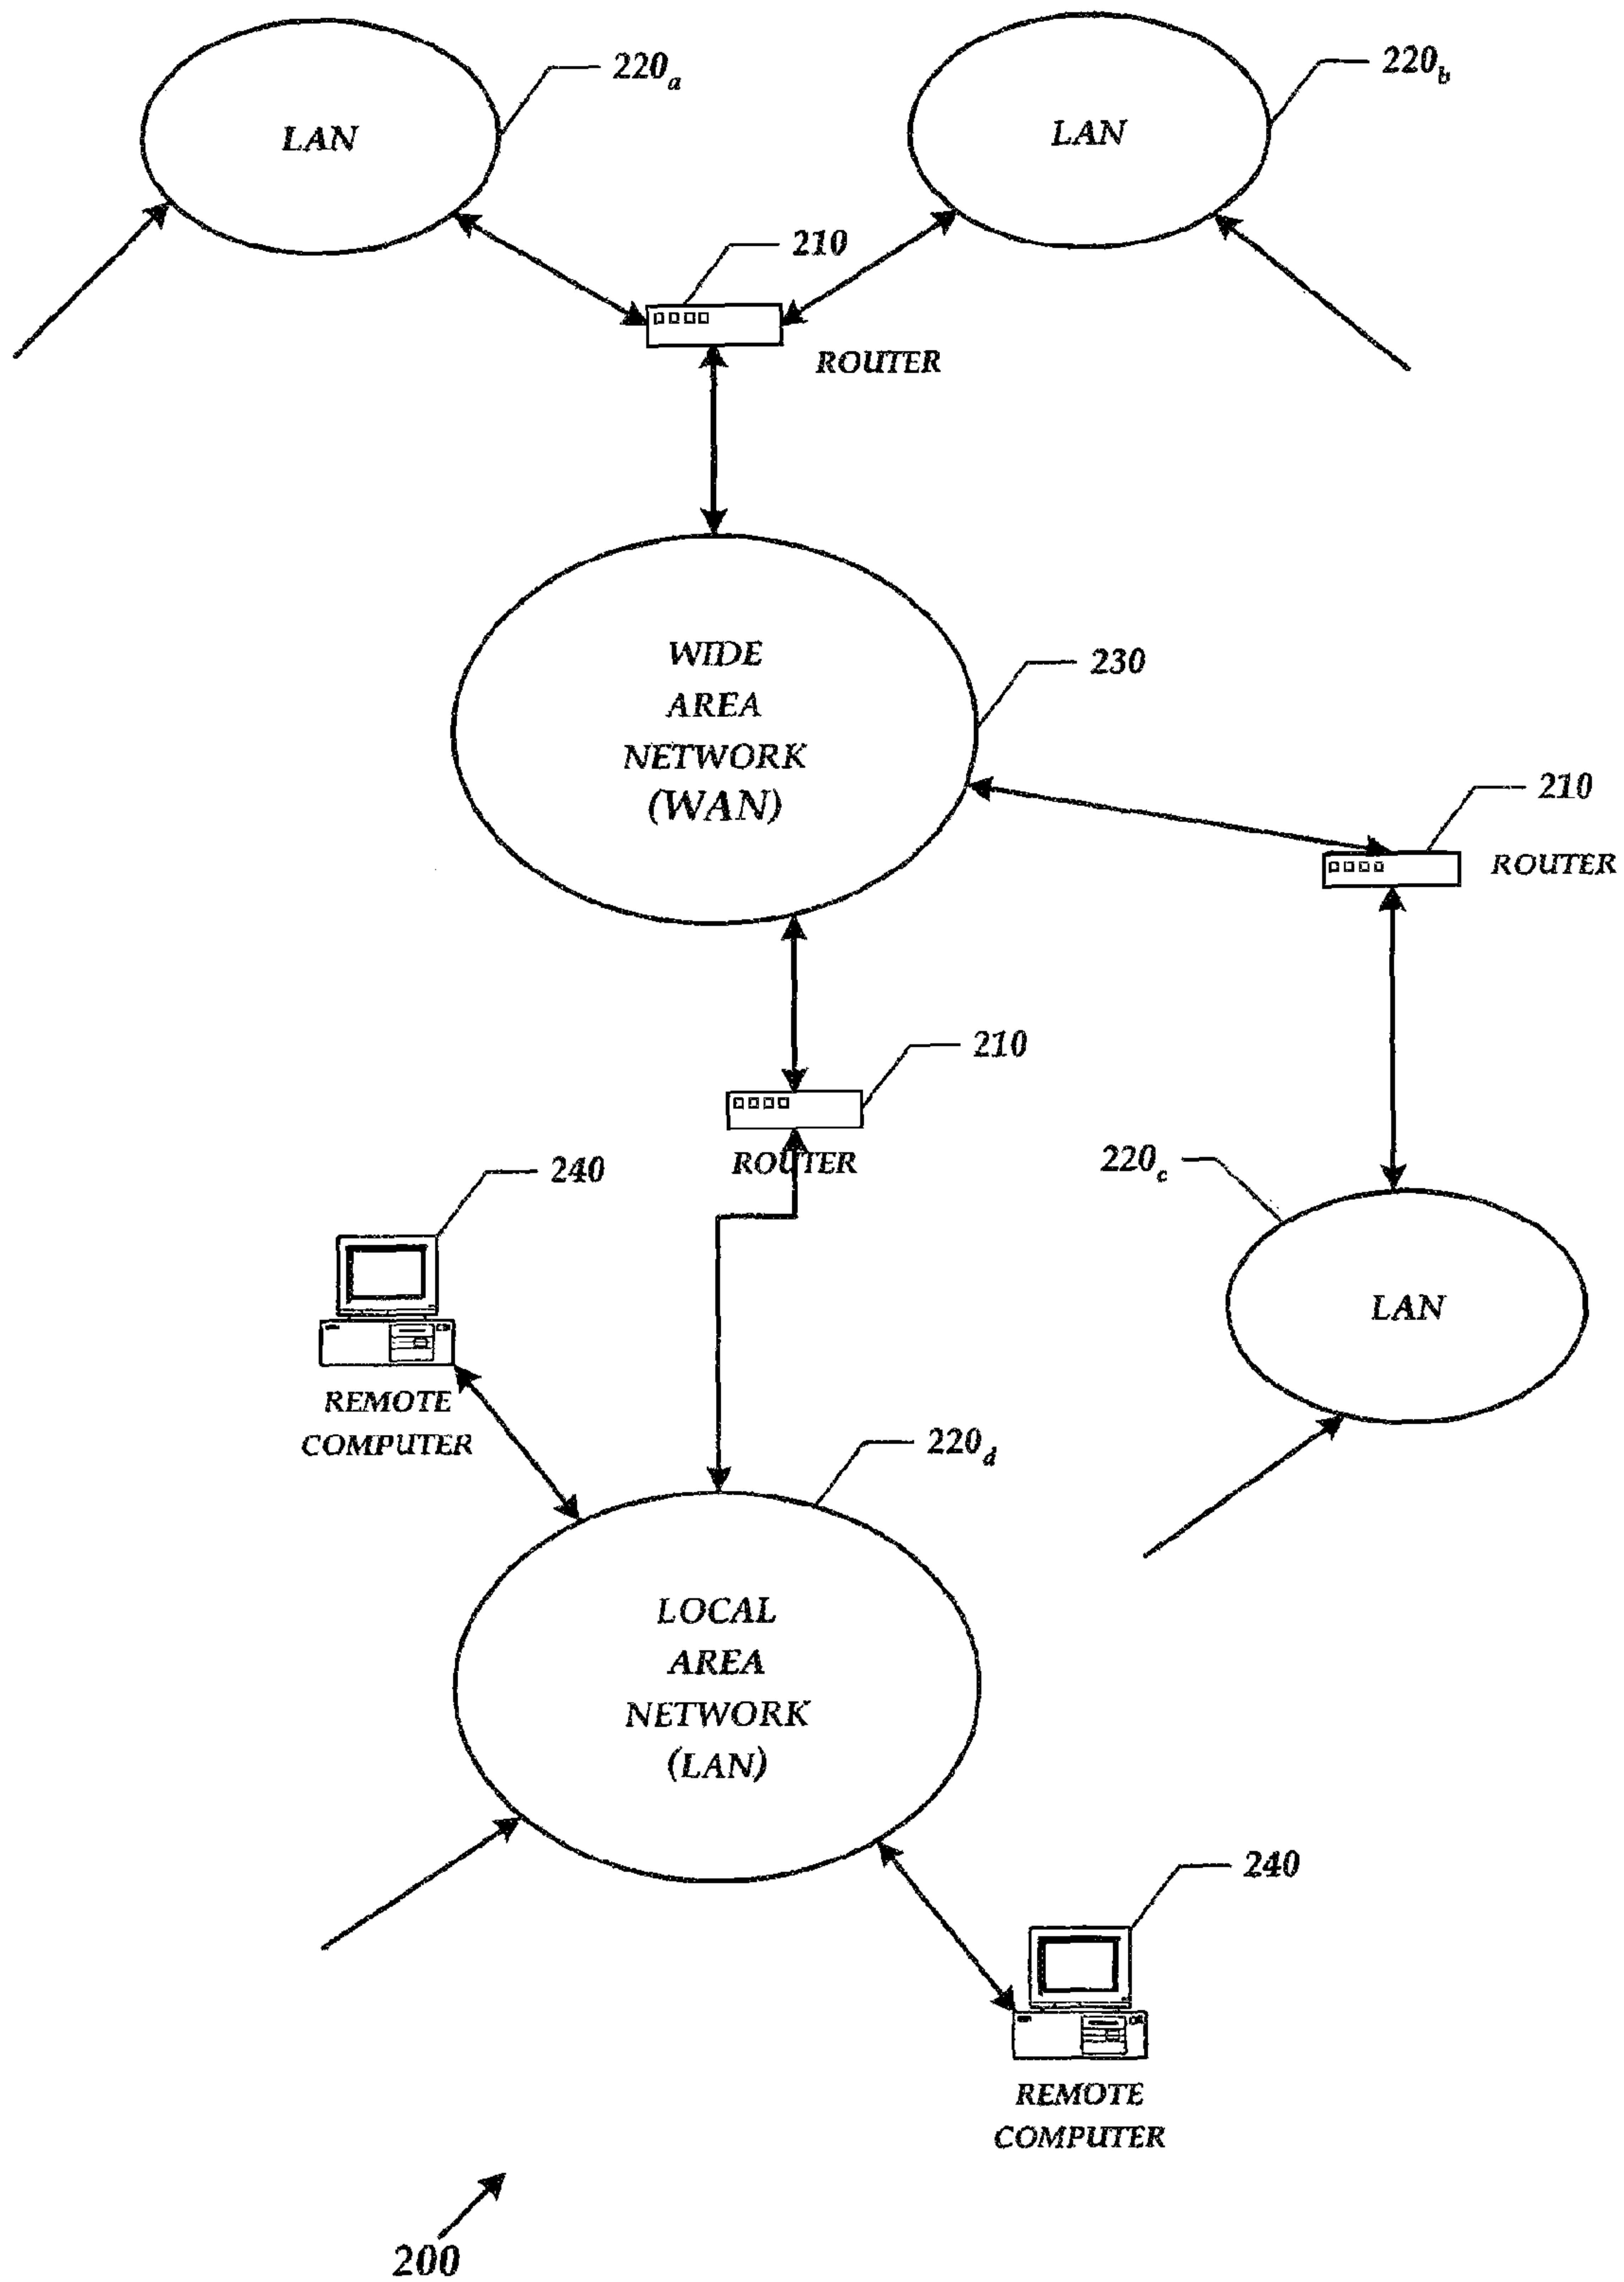 220a
220b
LAN
LAN
210
ROUTER
WIDE
AREA
NETWORK
(WAN)
230
210
ROUTER
210
ROUTER
240
220c
REMOTE
COMPUTER
LAN
220d
LOCAL
AREA
NETWORK
(LAN)
240
REMOTE
COMPUTER
200